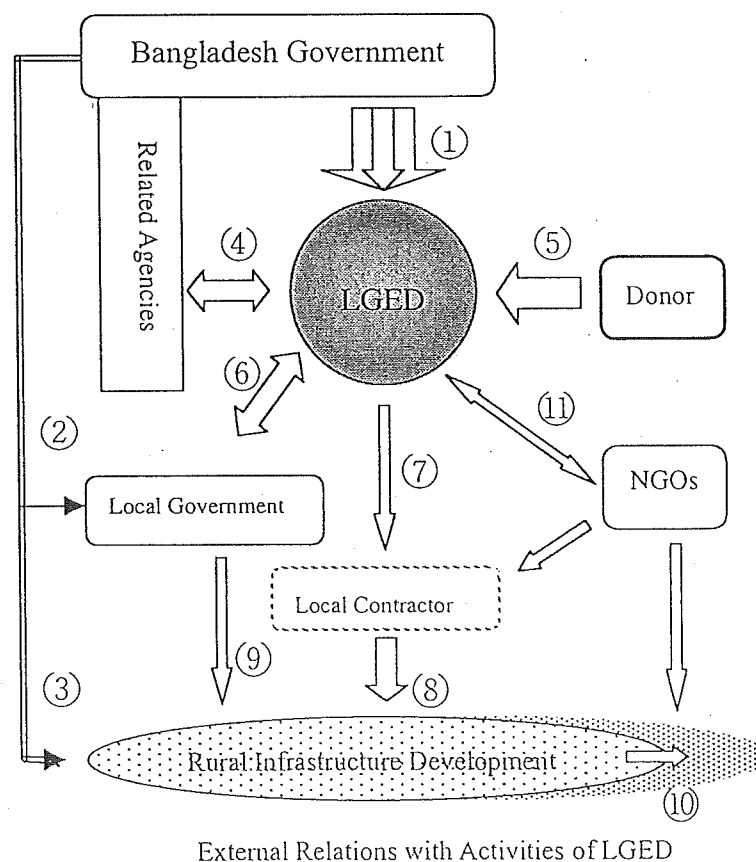 Bangladesh Government
①
Related Agencies
④
⑤
LGED
Donor
⑥
⑪
②
⑦
NGOs
Local Government
Local Contractor
⑨
③
⑧
Rural Infrastructure Development
⑩
External Relations with Activities of LGED